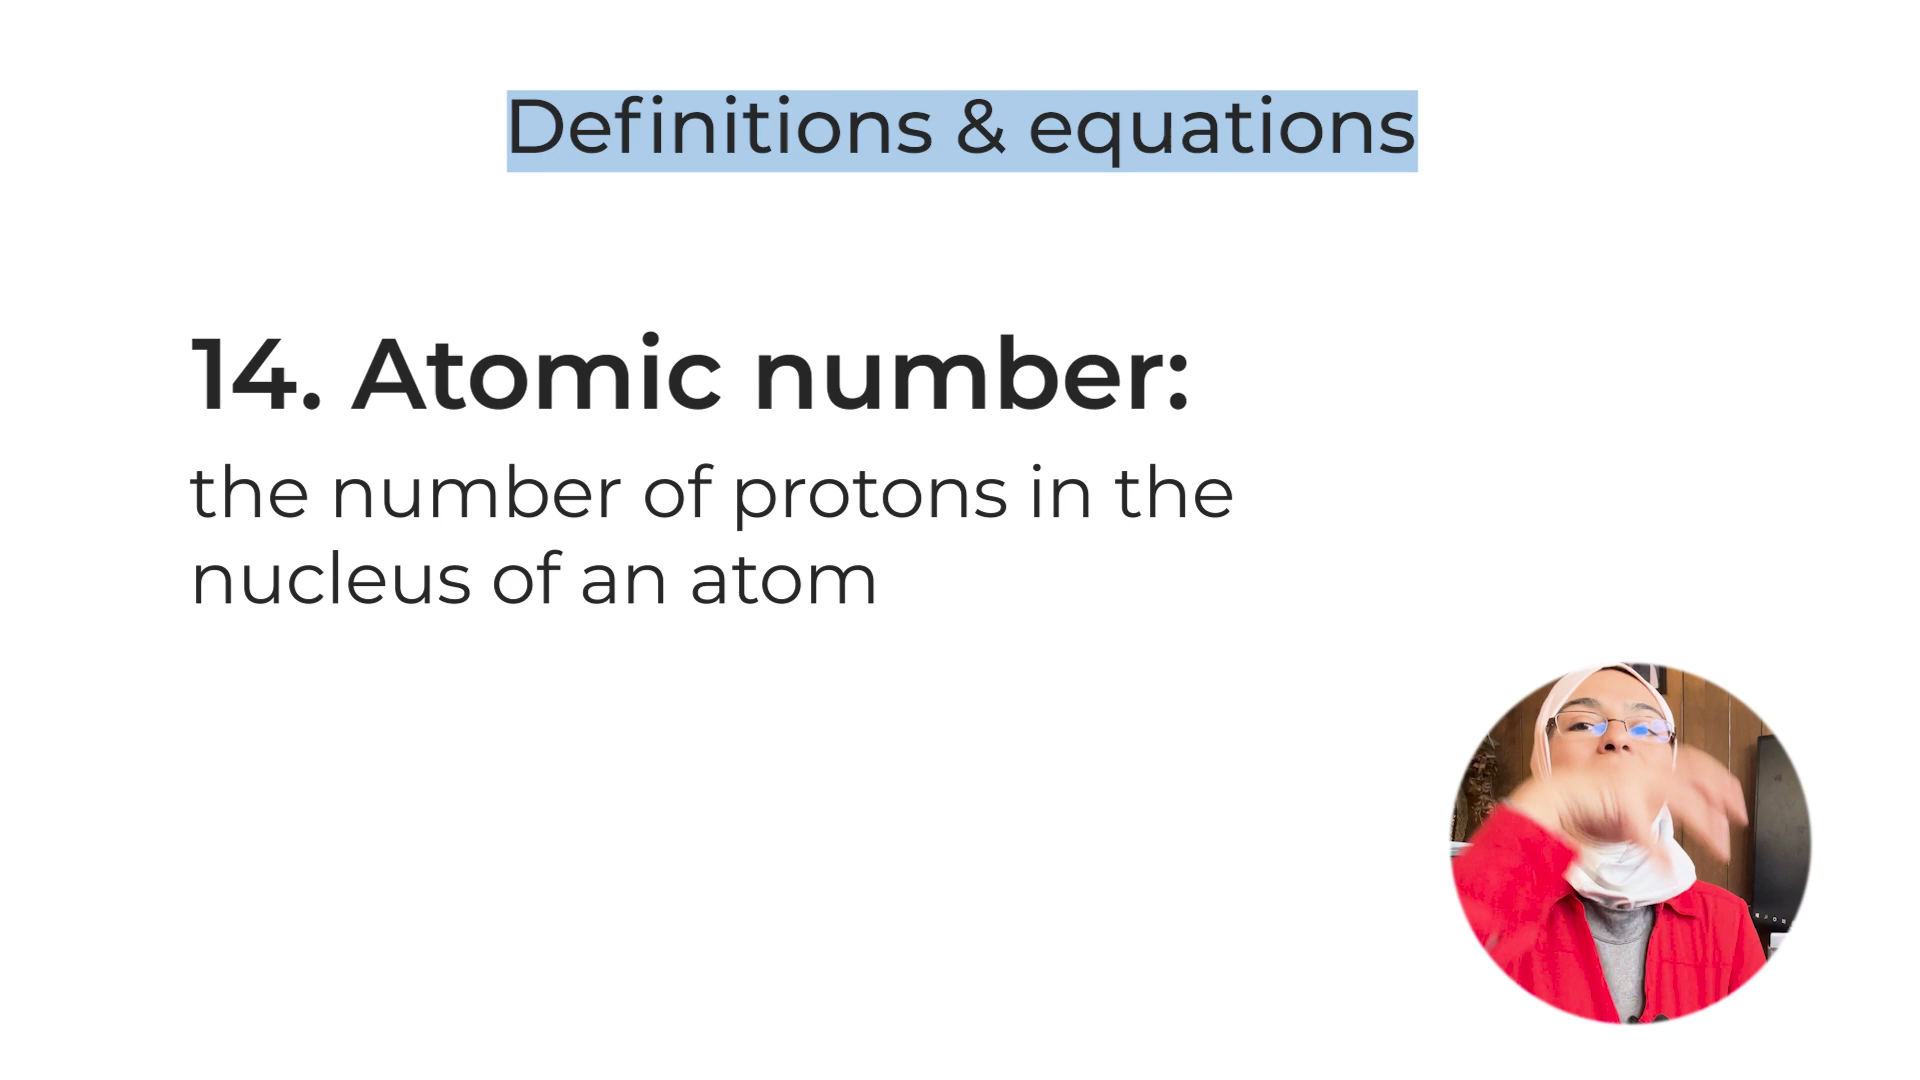 Definitions & equations
14. Atomic number:
the number of protons in the
nucleus of an atom